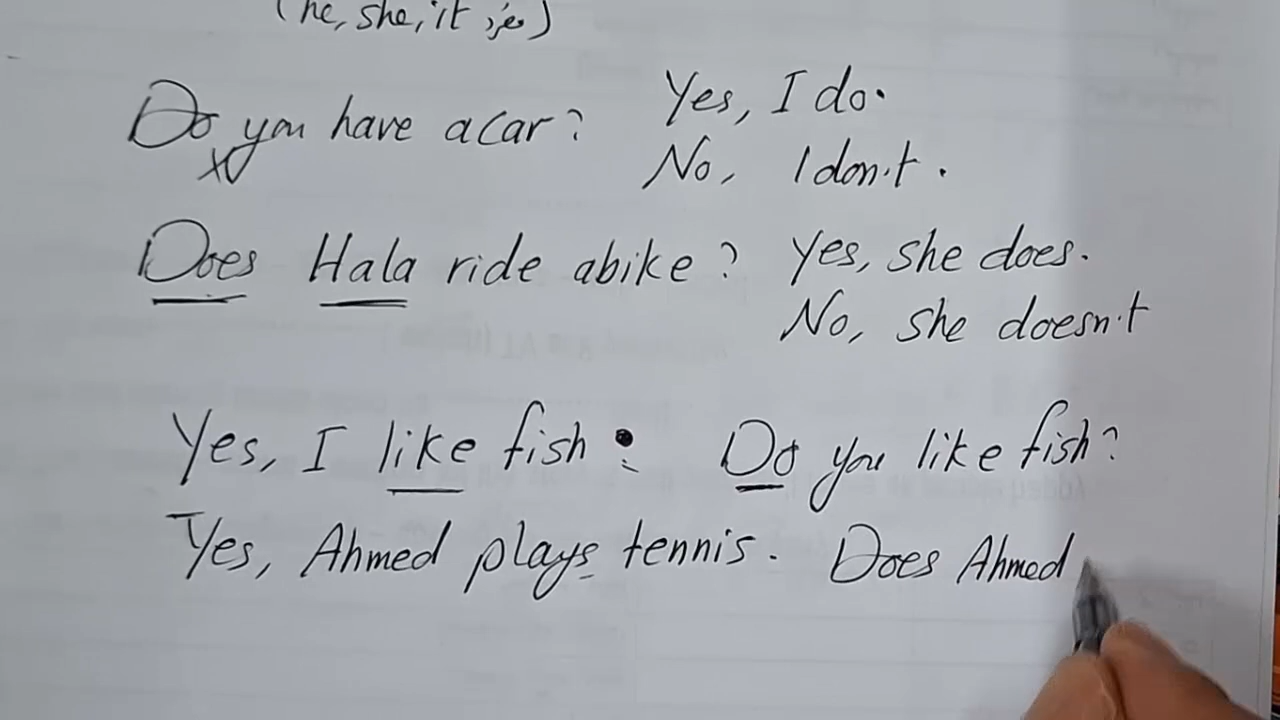 (he, she, it مفرد)
Do you have a car? Yes, I do.
No, I don't.
Does Hala ride a bike? Yes, she does.
No, she doesn't
Yes, I like fish. Do you like fish?
Yes, Ahmed plays tennis. Does Ahmed